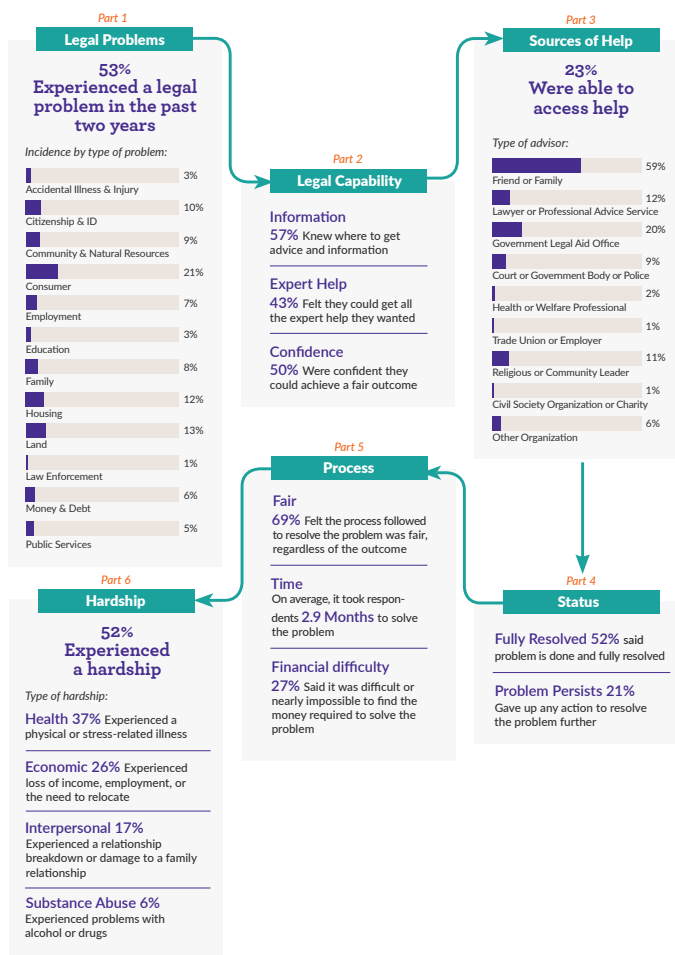 Part 1
Legal Problems
53%
Experienced a legal
problem in the past
two years
Incidence by type of problem:
3%
Accidental Illness & Injury
10%
Citizenship & ID
9%
Community & Natural Resources
21%
Consumer
7%
Employment
3%
Education
8%
Family
12%
Housing
13%
Land
1%
Law Enforcement
6%
Money & Debt
5%
Public Services
Part 2
Legal Capability
Information
57% Knew where to get
advice and information
Expert Help
43% Felt they could get all
the expert help they wanted
Confidence
50% Were confident they
could achieve a fair outcome
Part 3
Sources of Help
23%
Were able to
access help
Type of advisor:
59%
Friend or Family
12%
Lawyer or Professional Advice Service
20%
Government Legal Aid Office
9%
Court or Government Body or Police
2%
Health or Welfare Professional
1%
Trade Union or Employer
11%
Religious or Community Leader
1%
Civil Society Organization or Charity
6%
Other Organization
Part 4
Status
Fully Resolved 52% said
problem is done and fully resolved
Problem Persists 21%
Gave up any action to resolve
the problem further
Part 5
Process
Fair
69% Felt the process followed
to resolve the problem was fair,
regardless of the outcome
Time
On average, it took respon-
dents 2.9 Months to solve
the problem
Financial difficulty
27% Said it was difficult or
nearly impossible to find the
money required to solve the
problem
Part 6
Hardship
52%
Experienced
a hardship
Type of hardship:
Health 37% Experienced a
physical or stress-related illness
Economic 26% Experienced
loss of income, employment, or
the need to relocate
Interpersonal 17%
Experienced a relationship
breakdown or damage to a family
relationship
Substance Abuse 6%
Experienced problems with
alcohol or drugs